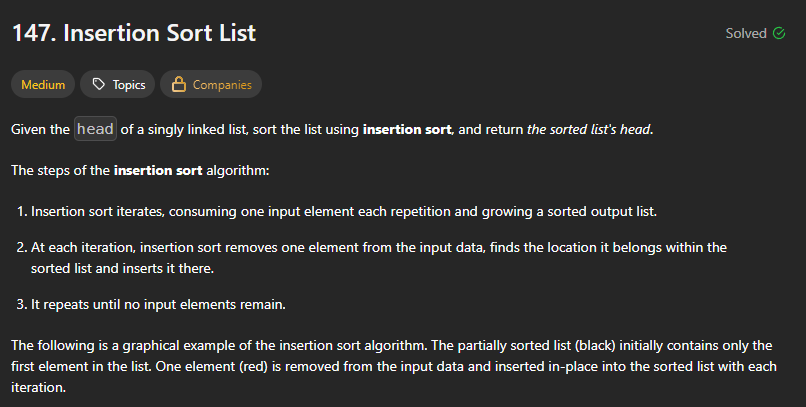 147. Insertion Sort List
Solved
Medium
Topics
Companies
Given the head of a singly linked list, sort the list using insertion sort, and return the sorted list's head.
The steps of the insertion sort algorithm:
1. Insertion sort iterates, consuming one input element each repetition and growing a sorted output list.
2. At each iteration, insertion sort removes one element from the input data, finds the location it belongs within the
sorted list and inserts it there.
3. It repeats until no input elements remain.
The following is a graphical example of the insertion sort algorithm. The partially sorted list (black) initially contains only the
first element in the list. One element (red) is removed from the input data and inserted in-place into the sorted list with each
iteration.